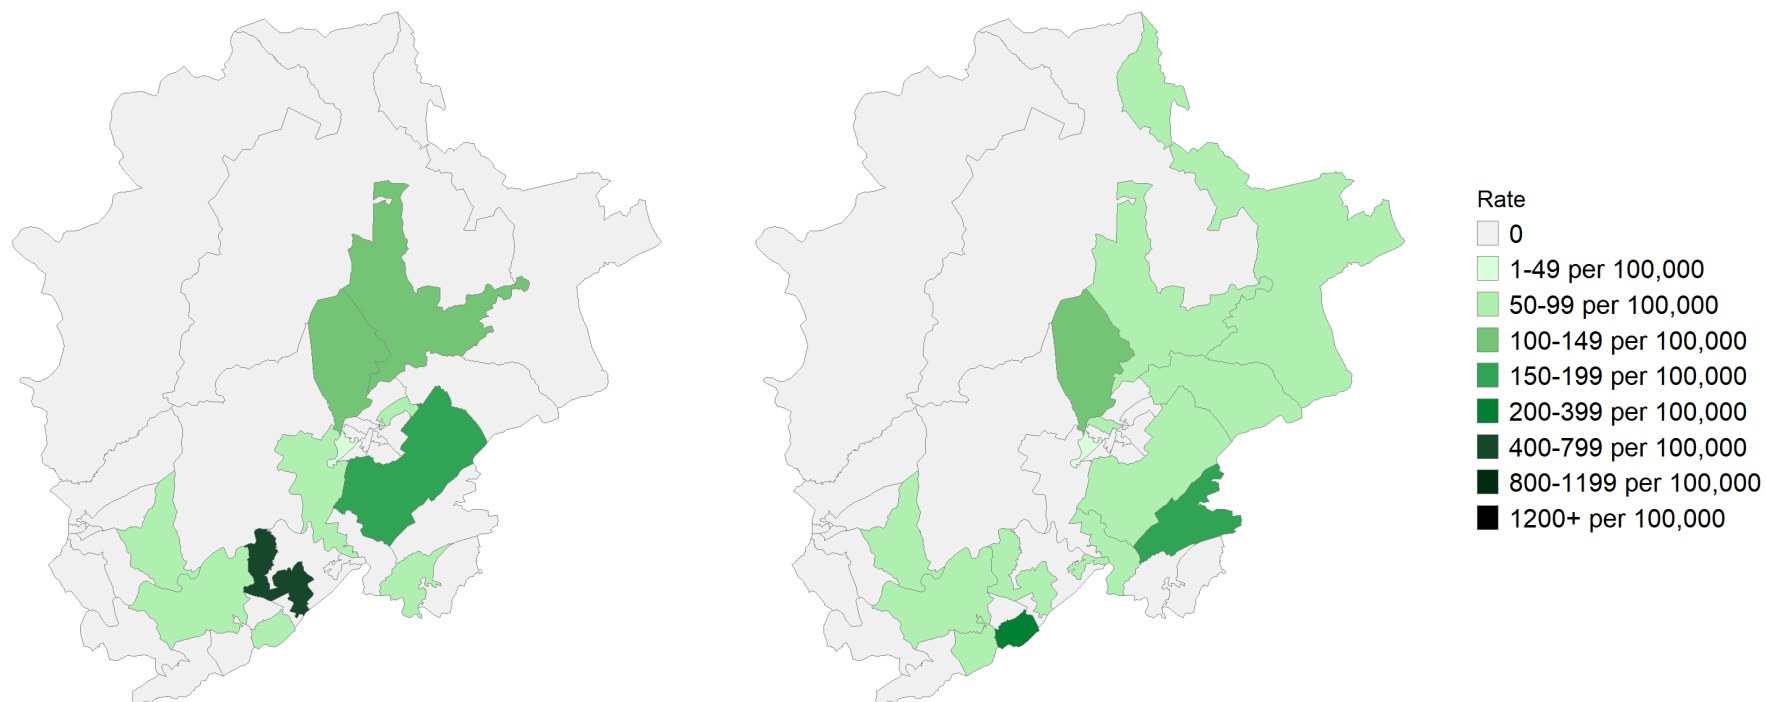 Rate
0
1-49 per 100,000
50-99 per 100,000
100-149 per 100,000
150-199 per 100,000
200-399 per 100,000
400-799 per 100,000
800-1199 per 100,000
1200+ per 100,000